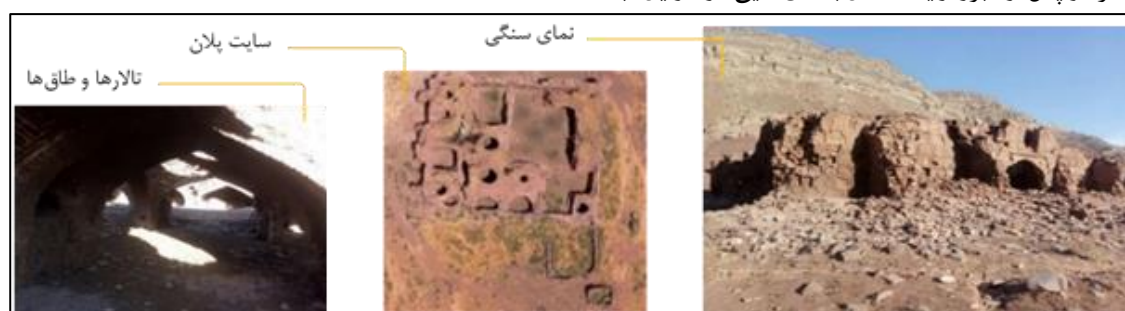 نمای سنگی
سایت پلان
تالارها و طاق‌ها